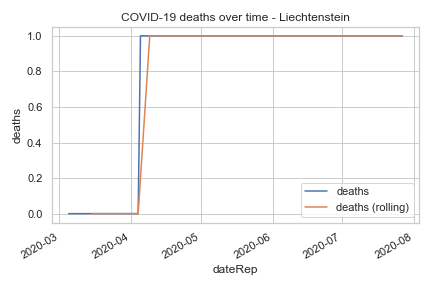 COVID-19 deaths over time - Liechtenstein
1.0
0.8
0.6
0.4
0.2
0.0
deaths
deaths
deaths (rolling)
2020-03
2020-04
2020-05
2020-06
2020-07
2020-08
dateRep